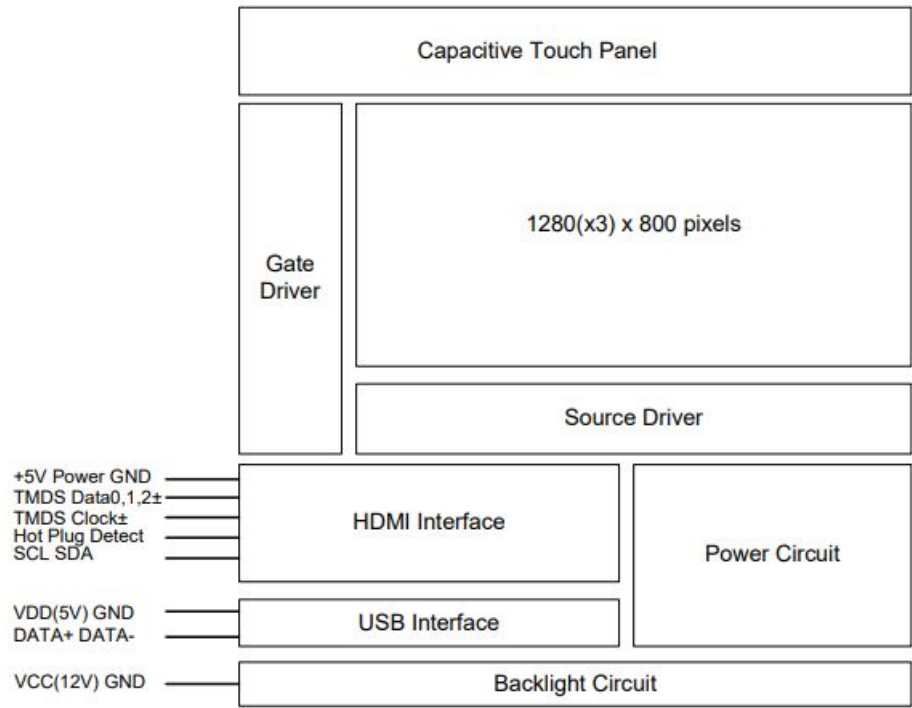 Capacitive Touch Panel
1280(x3) x 800 pixels
Gate
Driver
Source Driver
+5V Power GND
TMDS Data0,1,2±
TMDS Clock±
Hot Plug Detect
SCL SDA
HDMI Interface
Power Circuit
VDD(5V) GND
DATA+ DATA-
USB Interface
VCC(12V) GND
Backlight Circuit